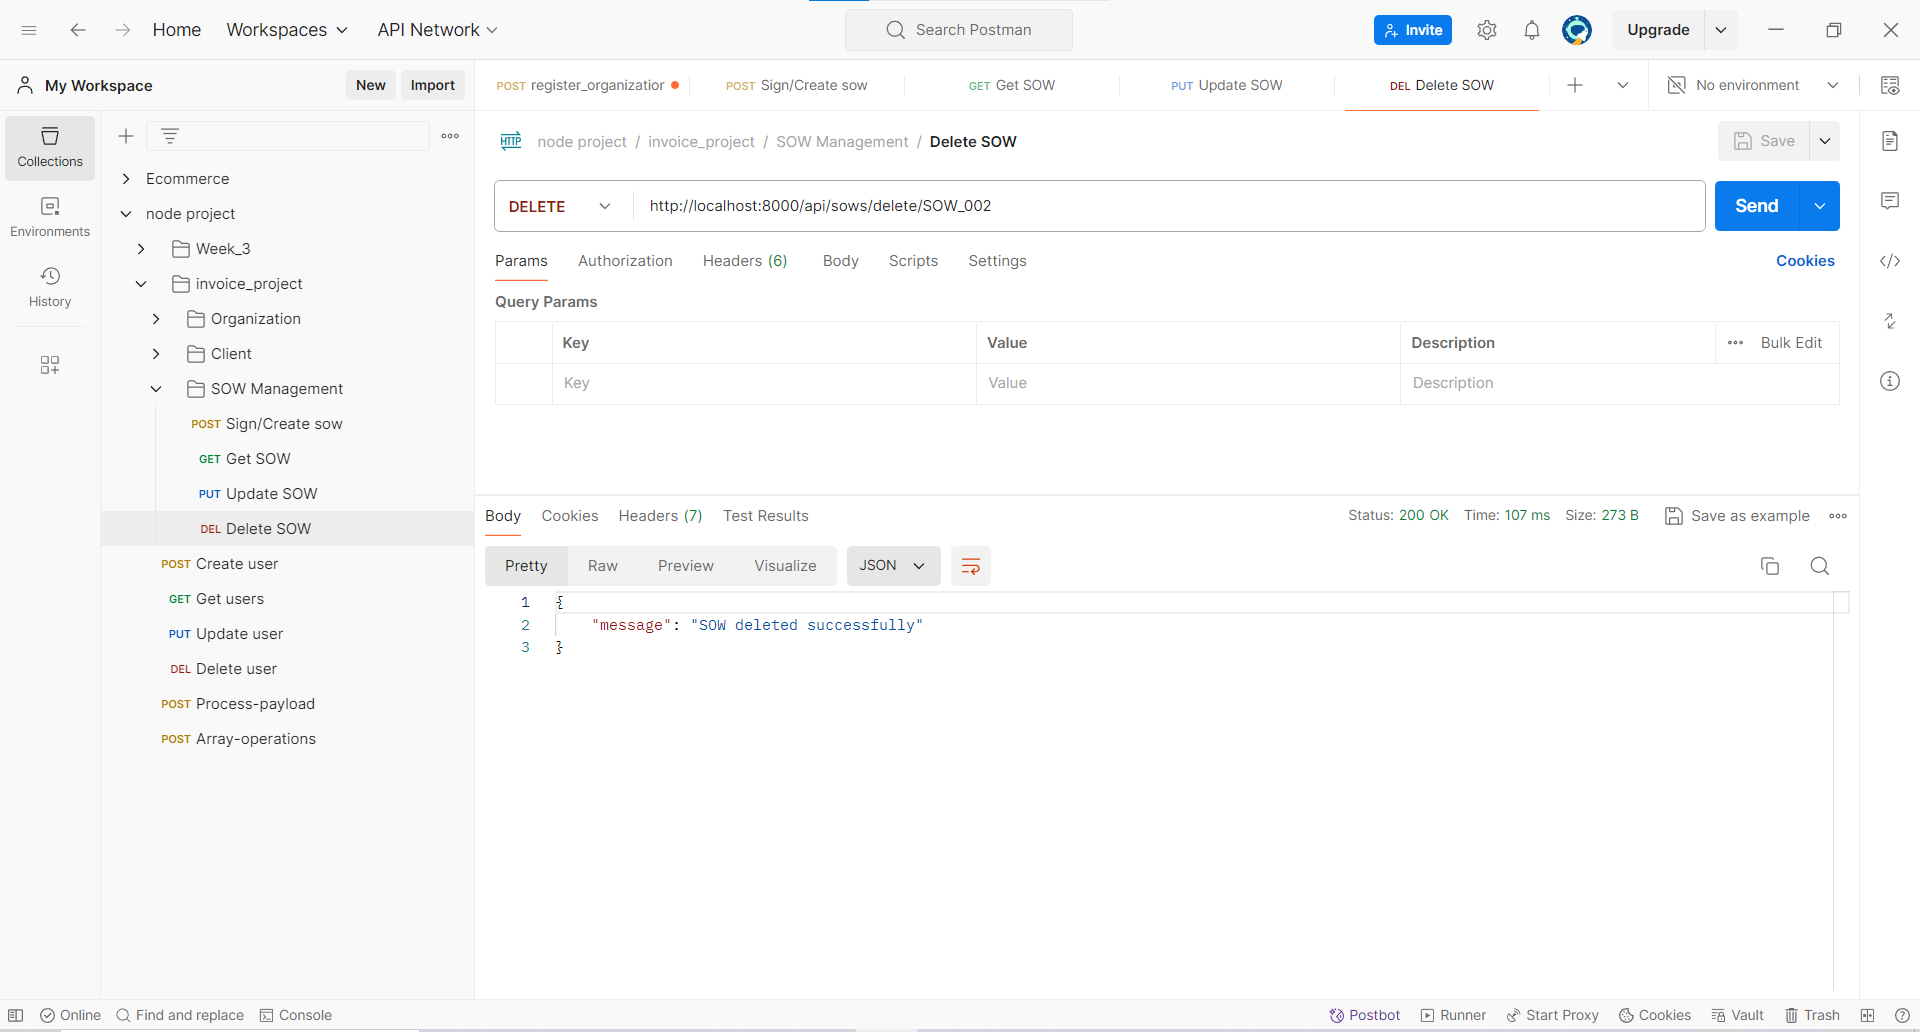 Home Workspaces API Network Search Postman Invite Upgrade
My Workspace New Import POST register_organizatior POST Sign/Create sow GET Get SOW PUT Update SOW DEL Delete SOW No environment
Collections
Environments
History
Ecommerce
node project
Week_3
invoice_project
Organization
Client
SOW Management
POST Sign/Create sow
GET Get SOW
PUT Update SOW
DEL Delete SOW
POST Create user
GET Get users
PUT Update user
DEL Delete user
POST Process-payload
POST Array-operations
HTTP node project / invoice_project / SOW Management / Delete SOW Save
DELETE http://localhost:8000/api/sows/delete/SOW_002 Send
Params Authorization Headers (6) Body Scripts Settings Cookies
Query Params
Key Value Description Bulk Edit
Key Value Description
Body Cookies Headers (7) Test Results Status: 200 OK Time: 107 ms Size: 273 B Save as example
Pretty Raw Preview Visualize JSON
1 {
2 "message": "SOW deleted successfully"
3 }
Online Find and replace Console Postbot Runner Start Proxy Cookies Vault Trash